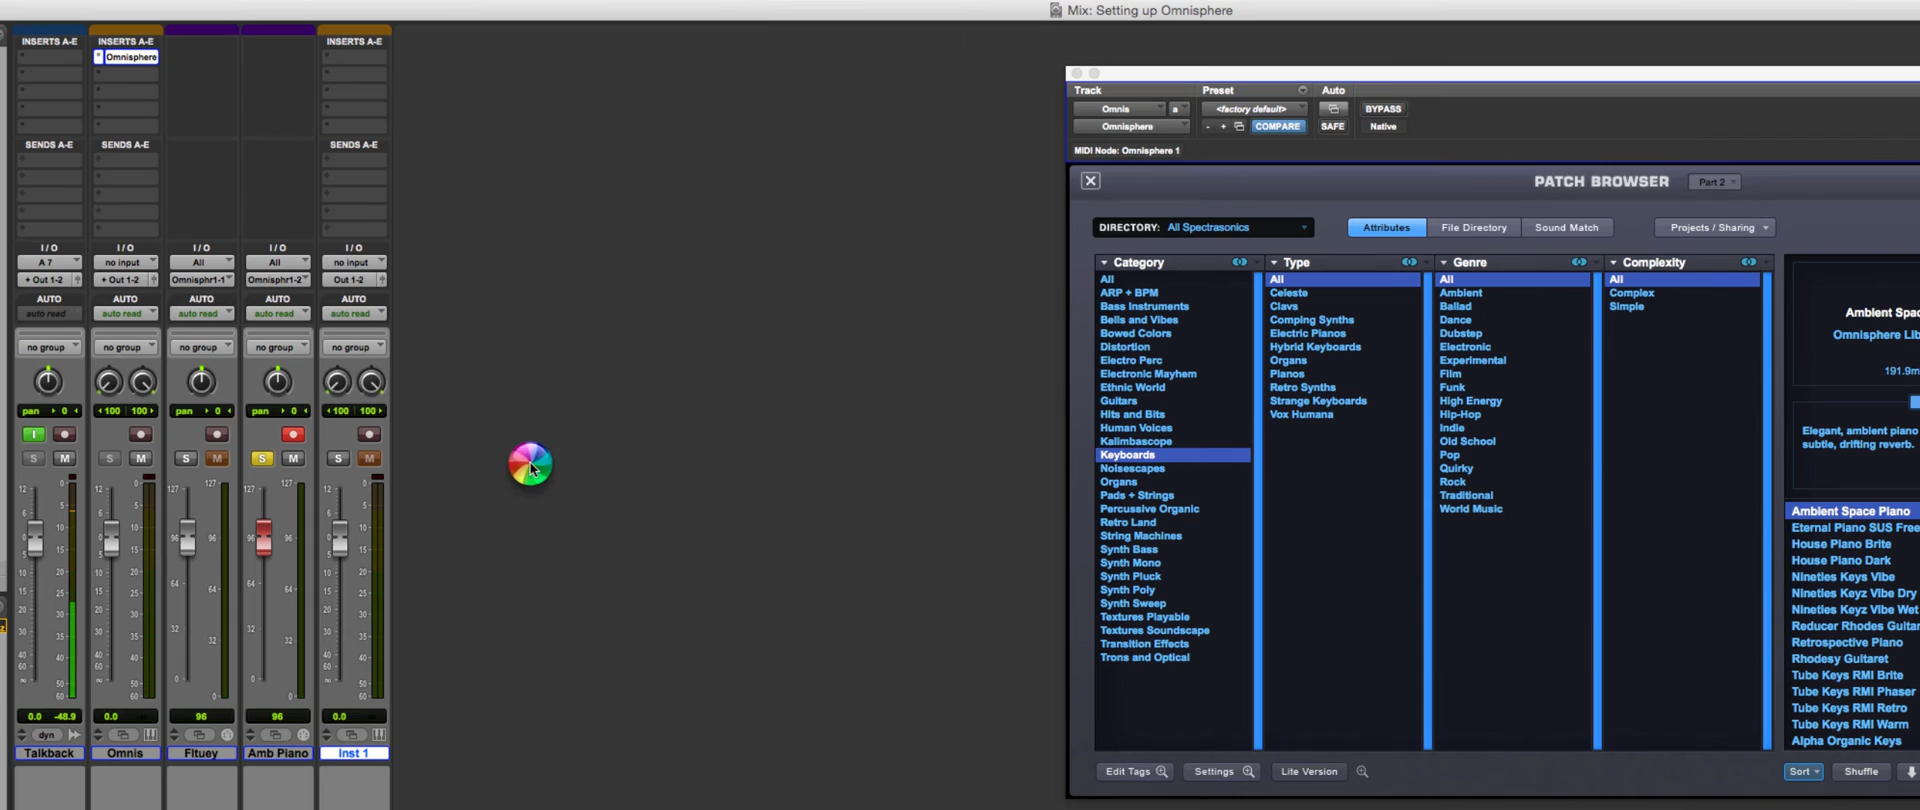 Mix: Setting up Omnisphere
INSERTS A-E
INSERTS A-E
INSERTS A-E
Omnisphere
SENDS A-E
SENDS A-E
SENDS A-E
I / O
I / O
I / O
I / O
I / O
A 7
no input
All
All
no input
+ Out 1-2
+ Out 1-2
Omnisphr1-1
Omnisphr1-2
Out 1-2
AUTO
AUTO
AUTO
AUTO
AUTO
auto read
auto read
auto read
auto read
auto read
no group
no group
no group
no group
no group
pan 0
100 100
pan 0
pan 0
100 100
I
S M
S M
S M
S M
S M
0.0 -48.9
0.0
96
96
0.0
dyn
Talkback
Omnis
Fltuey
Amb Piano
Inst 1
Track
Preset
Auto
Omnis
a
<factory default>
BYPASS
Omnisphere
- +
COMPARE
SAFE
Native
MIDI Node: Omnisphere 1
PATCH BROWSER
Part 2
DIRECTORY: All Spectrasonics
Attributes
File Directory
Sound Match
Projects / Sharing
Category
All
ARP + BPM
Bass Instruments
Bells and Vibes
Bowed Colors
Distortion
Electro Perc
Electronic Mayhem
Ethnic World
Guitars
Hits and Bits
Human Voices
Kalimbascope
Keyboards
Noisescapes
Organs
Pads + Strings
Percussive Organic
Retro Land
String Machines
Synth Bass
Synth Mono
Synth Pluck
Synth Poly
Synth Sweep
Textures Playable
Textures Soundscape
Transition Effects
Trons and Optical
Type
All
Celeste
Clavs
Comping Synths
Electric Pianos
Hybrid Keyboards
Organs
Pianos
Retro Synths
Strange Keyboards
Vox Humana
Genre
All
Ambient
Ballad
Dance
Dubstep
Electronic
Experimental
Film
Funk
High Energy
Hip-Hop
Indie
Old School
Pop
Quirky
Rock
Traditional
World Music
Complexity
All
Complex
Simple
Ambient Spac
Omnisphere Lib
191.9m
Elegant, ambient piano
subtle, drifting reverb.
Ambient Space Piano
Eternal Piano SUS Free
House Piano Brite
House Piano Dark
Nineties Keys Vibe
Nineties Keyz Vibe Dry
Nineties Keyz Vibe Wet
Reducer Rhodes Guitar
Retrospective Piano
Rhodesy Guitaret
Tube Keys RMI Brite
Tube Keys RMI Phaser
Tube Keys RMI Retro
Tube Keys RMI Warm
Alpha Organic Keys
Edit Tags
Settings
Lite Version
Sort
Shuffle